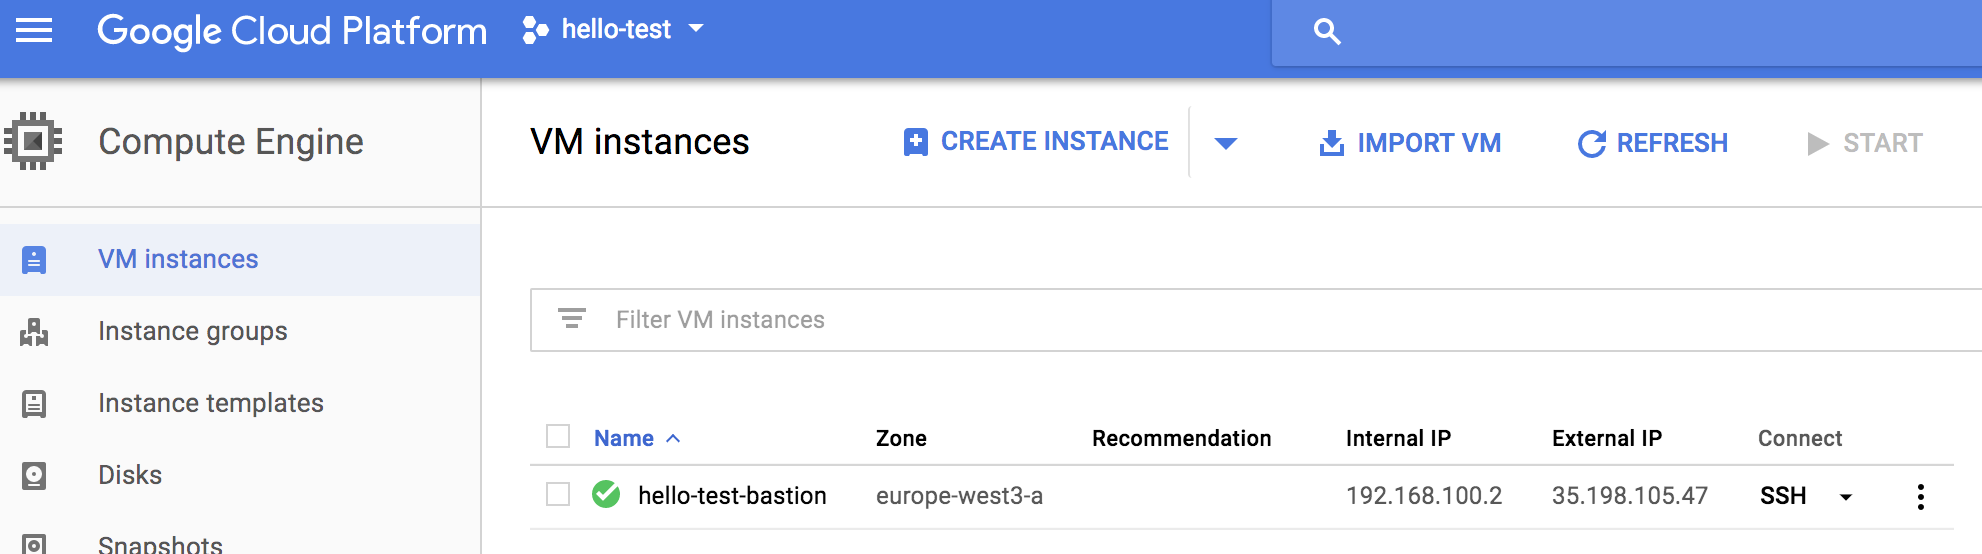 Google Cloud Platform hello-test
Compute Engine
VM instances CREATE INSTANCE IMPORT VM REFRESH START
VM instances
Instance groups
Instance templates
Disks
Snapshots
Filter VM instances
Name Zone Recommendation Internal IP External IP Connect
hello-test-bastion europe-west3-a 192.168.100.2 35.198.105.47 SSH